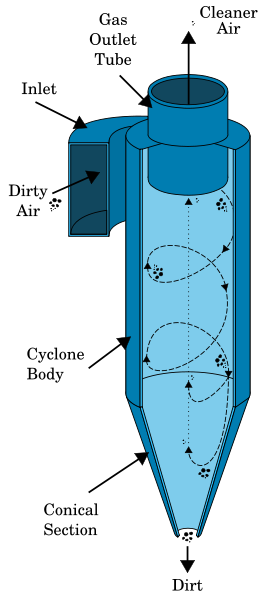 Cleaner
Air
Gas
Outlet
Tube
Inlet
Dirty
Air
Cyclone
Body
Conical
Section
Dirt